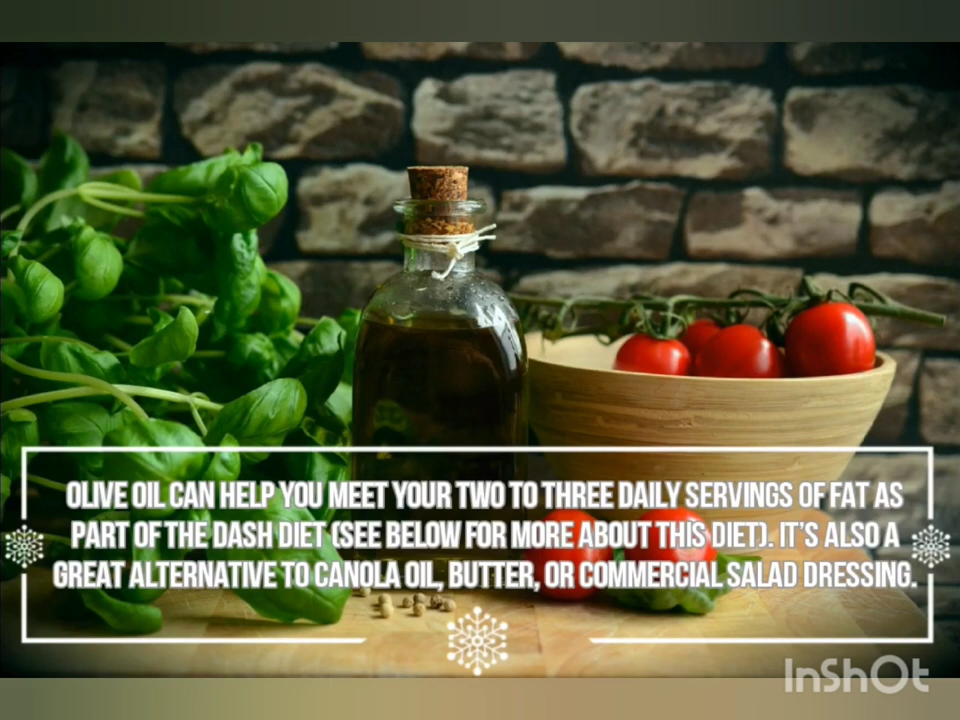 OLIVE OIL CAN HELP YOU MEET YOUR TWO TO THREE DAILY SERVINGS OF FAT AS
PART OF THE DASH DIET (SEE BELOW FOR MORE ABOUT THIS DIET). IT'S ALSO A
GREAT ALTERNATIVE TO CANOLA OIL, BUTTER, OR COMMERCIAL SALAD DRESSING.
InShOt